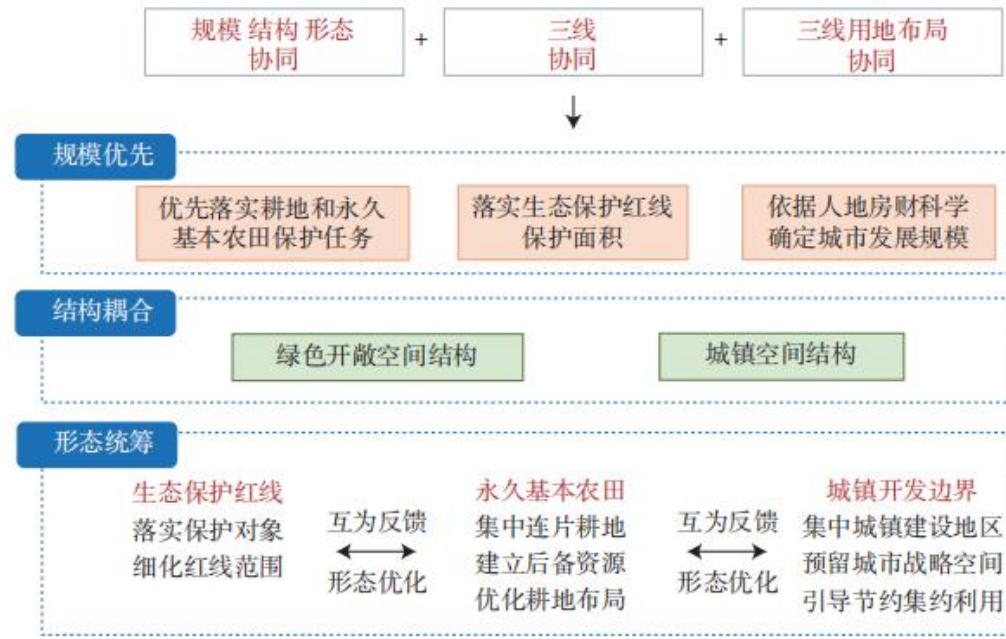 规模 结构 形态
协同
+
三线
协同
+
三线用地布局
协同
规模优先
优先落实耕地和永久
基本农田保护任务
落实生态保护红线
保护面积
依据人地房财科学
确定城市发展规模
结构耦合
绿色开敞空间结构
城镇空间结构
形态统筹
生态保护红线
落实保护对象
细化红线范围
互为反馈
形态优化
永久基本农田
集中连片耕地
建立后备资源
优化耕地布局
互为反馈
形态优化
城镇开发边界
集中城镇建设地区
预留城市战略空间
引导节约集约利用